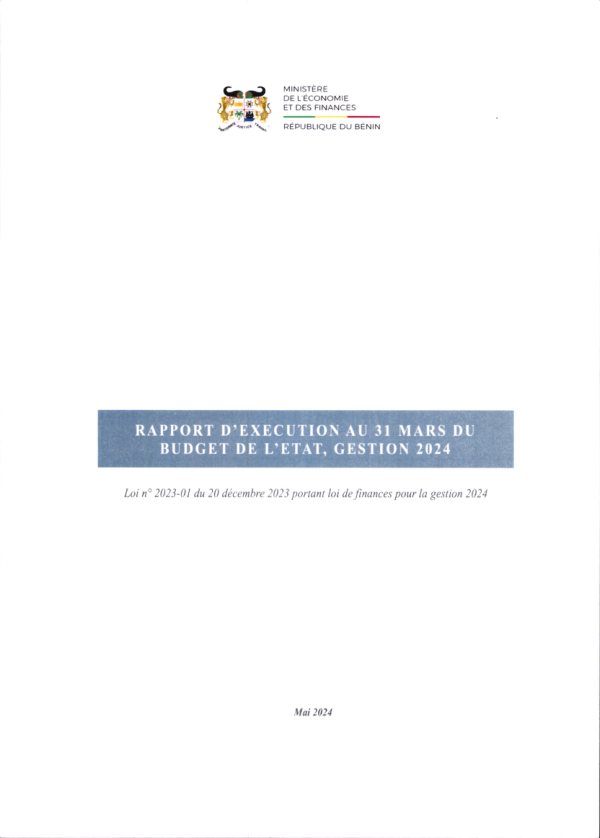 MINISTÈRE
DE L'ÉCONOMIE
ET DES FINANCES
RÉPUBLIQUE DU BÉNIN
RAPPORT D'EXECUTION AU 31 MARS DU
BUDGET DE L'ETAT, GESTION 2024
Loi n° 2023-01 du 20 décembre 2023 portant loi de finances pour la gestion 2024
Mai 2024